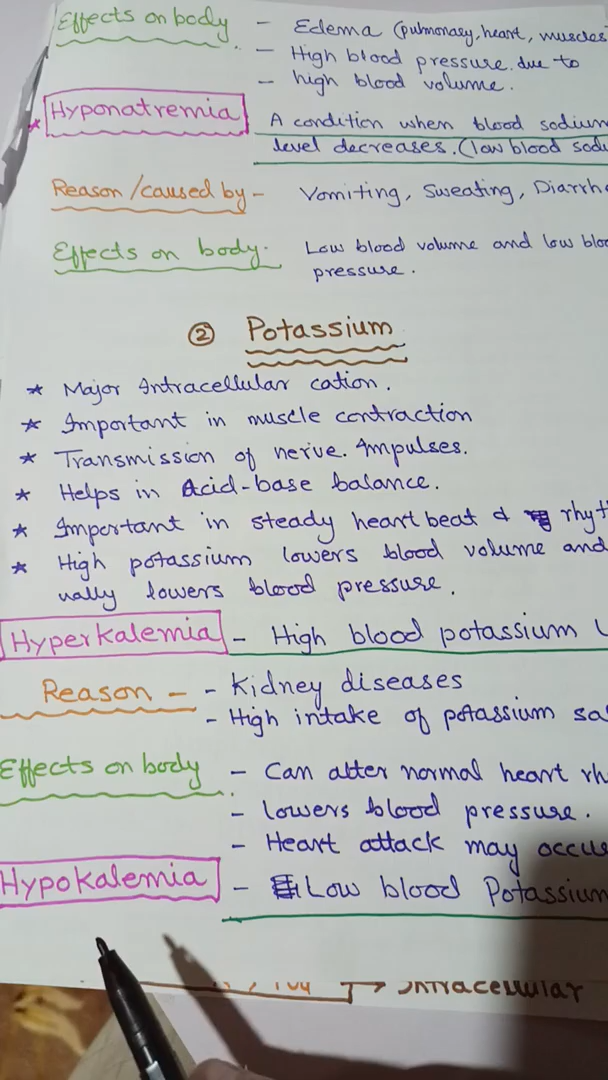 Effects on body - Edema (pulmonary, heart, muscles
- High blood pressure due to
- high blood volume.
* Hyponatremia A condition when blood sodium
level decreases. (low blood sodi
Reason/caused by - Vomiting, Sweating, Diarrh
Effects on body. Low blood volume and low bloo
pressure.
② Potassium
* Major Intracellular cation.
* Important in muscle contraction
* Transmission of nerve Impulses.
* Helps in Acid-base balance.
* Important in steady heart beat & rhyt
* High potassium lowers blood volume and
ually lowers blood pressure.
Hyperkalemia - High blood potassium
Reason - - Kidney diseases
- High intake of potassium sa
Effects on body - Can alter normal heart rh
- lowers blood pressure.
- Heart attack may occu
Hypokalemia - Low blood Potassium
Intracellular